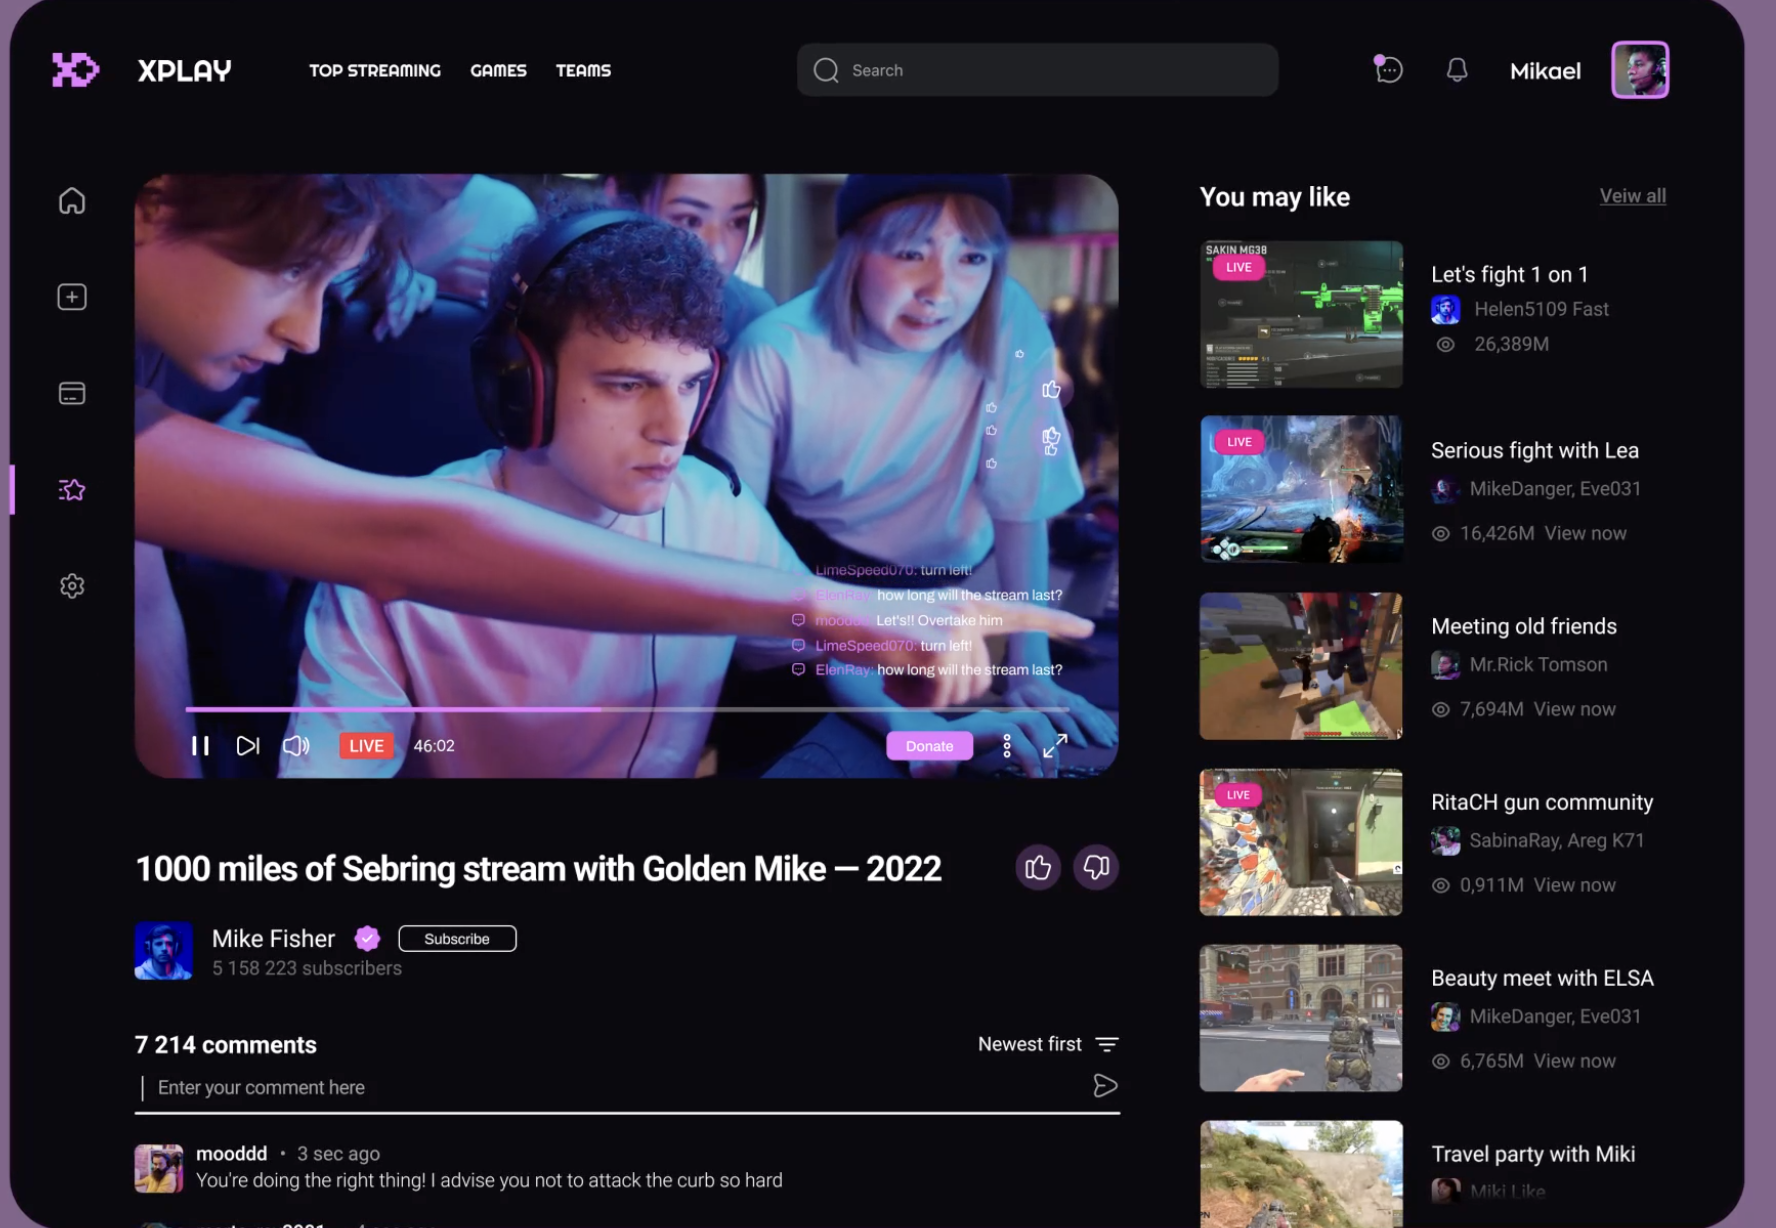 XPLAY
TOP STREAMING
GAMES
TEAMS
Search
Mikael
LimeSpeed070: turn left!
ElenRay: how long will the stream last?
Let's!! Overtake him
LimeSpeed070: turn left!
ElenRay: how long will the stream last?
LIVE
46:02
Donate
1000 miles of Sebring stream with Golden Mike — 2022
Mike Fisher
Subscribe
5 158 223 subscribers
7 214 comments
Newest first
Enter your comment here
mooddd • 3 sec ago
You're doing the right thing! I advise you not to attack the curb so hard
You may like
Veiw all
SAKIN MG38
LIVE
Let's fight 1 on 1
Helen5109 Fast
26,389M
LIVE
Serious fight with Lea
MikeDanger, Eve031
16,426M View now
Meeting old friends
Mr.Rick Tomson
7,694M View now
LIVE
RitaCH gun community
SabinaRay, Areg K71
0,911M View now
Beauty meet with ELSA
MikeDanger, Eve031
6,765M View now
Travel party with Miki
Miki Like